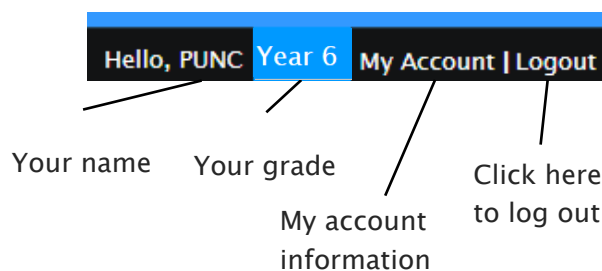 Hello, PUNC Year 6 My Account | Logout
Your name
Your grade
Click here
to log out
My account
information